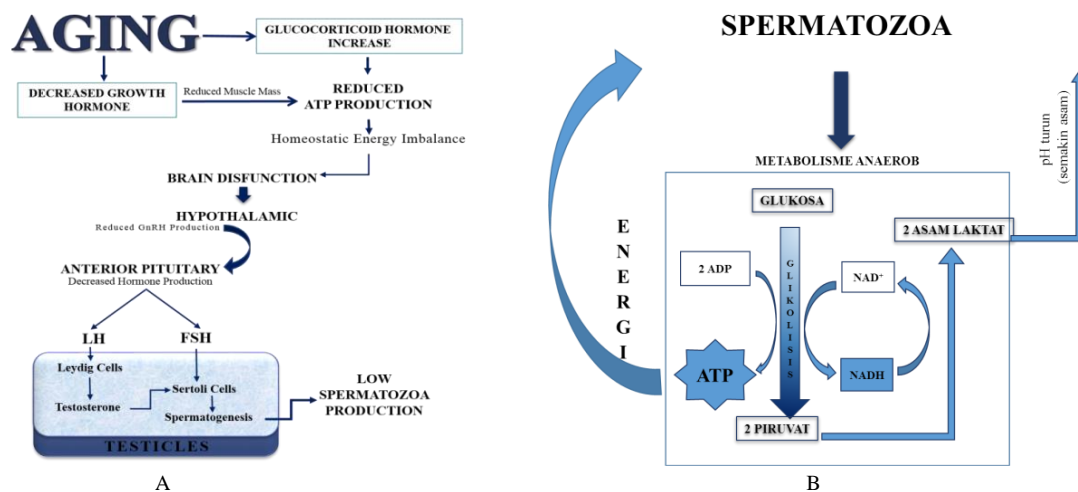 AGING
GLUCOCORTICOID HORMONE
INCREASE
DECREASED GROWTH
HORMONE
Reduced Muscle Mass
REDUCED
ATP PRODUCTION
Homeostatic Energy Imbalance
BRAIN DISFUNCTION
HYPOTHALAMIC
Reduced GnRH Production
ANTERIOR PITUITARY
Decreased Hormone Production
LH
FSH
Leydig Cells
Sertoli Cells
Testosterone
Spermatogenesis
LOW
SPERMATOZOA
PRODUCTION
TESTICLES
A
SPERMATOZOA
METABOLISME ANAEROB
GLUKOSA
2 ADP
GLIKOLISIS
NAD⁺
ATP
NADH
2 PIRUVAT
2 ASAM LAKTAT
pH turun
(semakin asam)
ENERGI
B